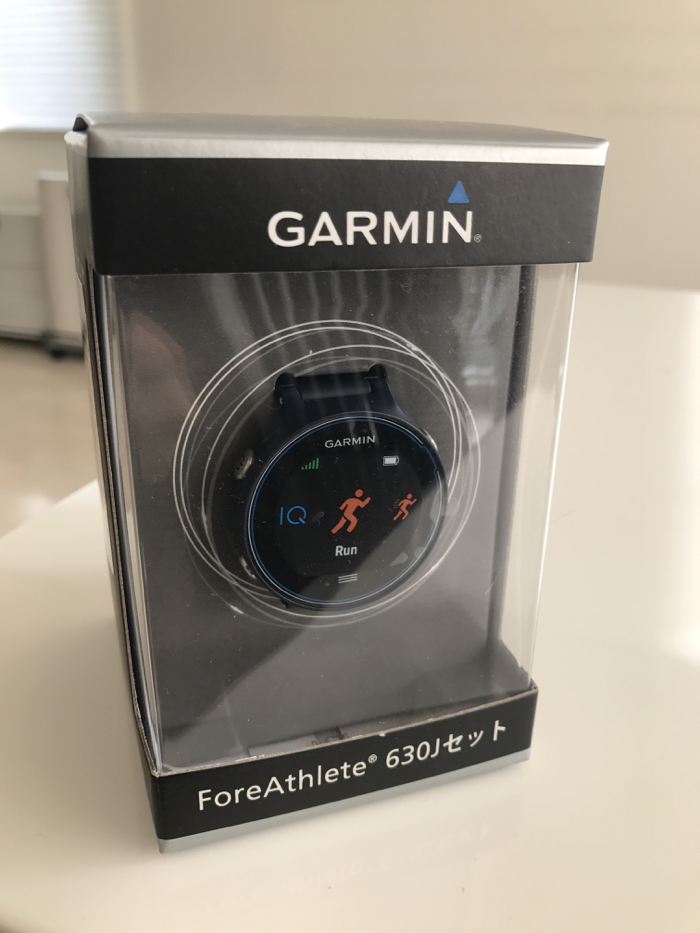 GARMIN®
GARMIN
IQ
Run
ForeAthlete® 630Jセット